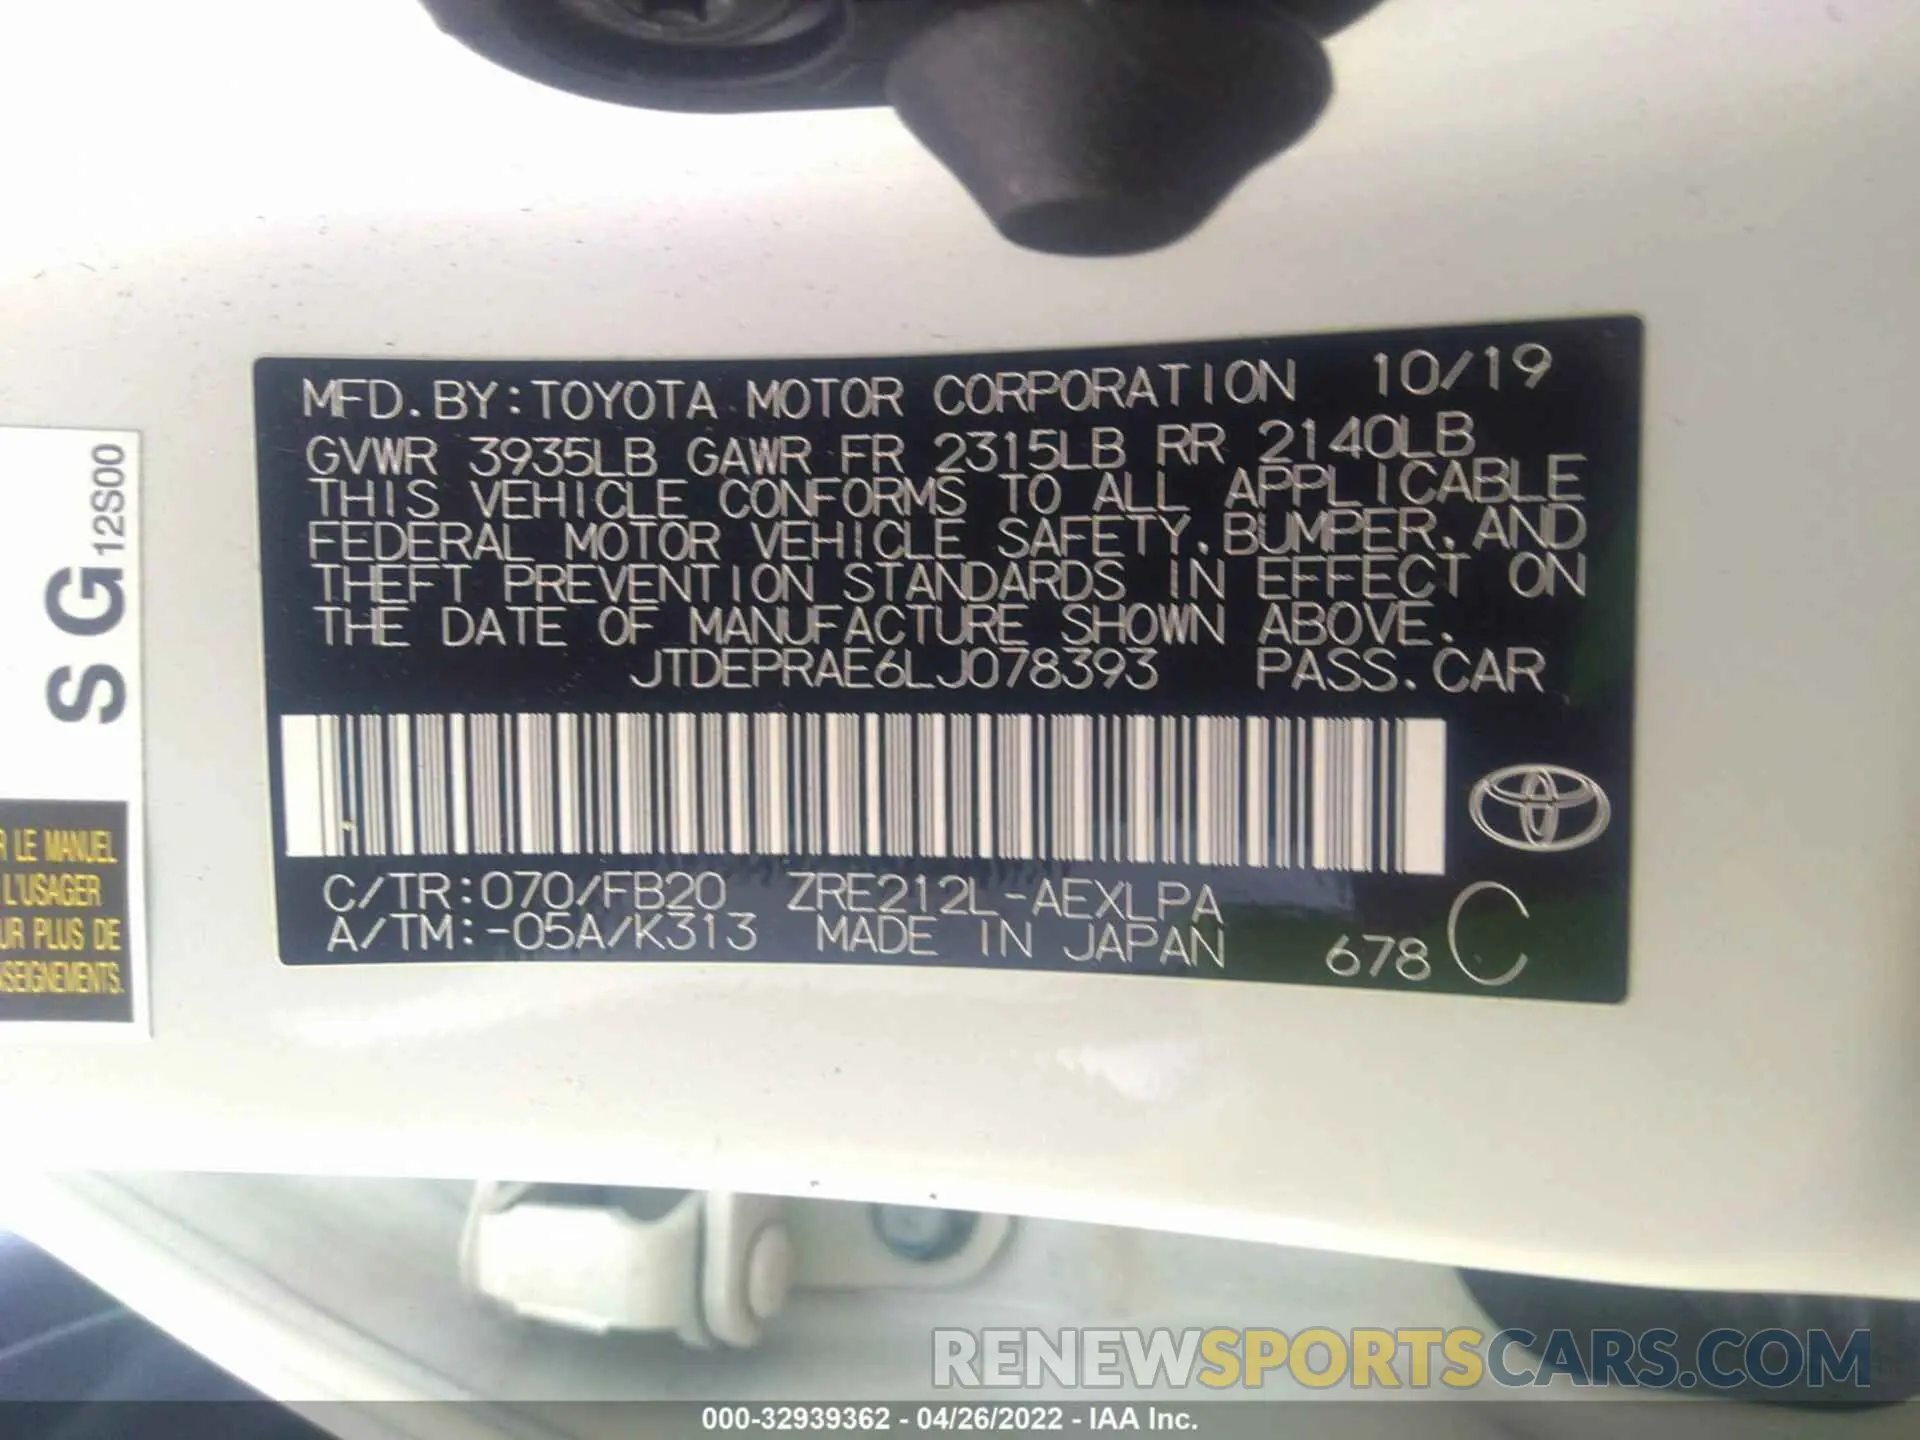 MFD. BY: TOYOTA MOTOR CORPORATION 10/19
GVWR 3935LB GAWR FR 2315LB RR 2140LB
THIS VEHICLE CONFORMS TO ALL APPLICABLE
FEDERAL MOTOR VEHICLE SAFETY, BUMPER, AND
THEFT PREVENTION STANDARDS IN EFFECT ON
THE DATE OF MANUFACTURE SHOWN ABOVE.
JTDEPRAE6LJ078393 PASS. CAR
C/TR: 070/FB20 ZRE212L-AEXLPA
A/TM: -05A/K313 MADE IN JAPAN 678 C
SG12S00
R LE MANUEL
L'USAGER
UR PLUS DE
NSEIGNEMENTS.
RENEWSPORTSCARS.COM
000-32939362 - 04/26/2022 - IAA Inc.